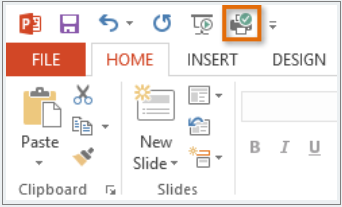 P
FILE HOME INSERT DESIGN
Paste
New
Slide
B I U
Clipboard Slides